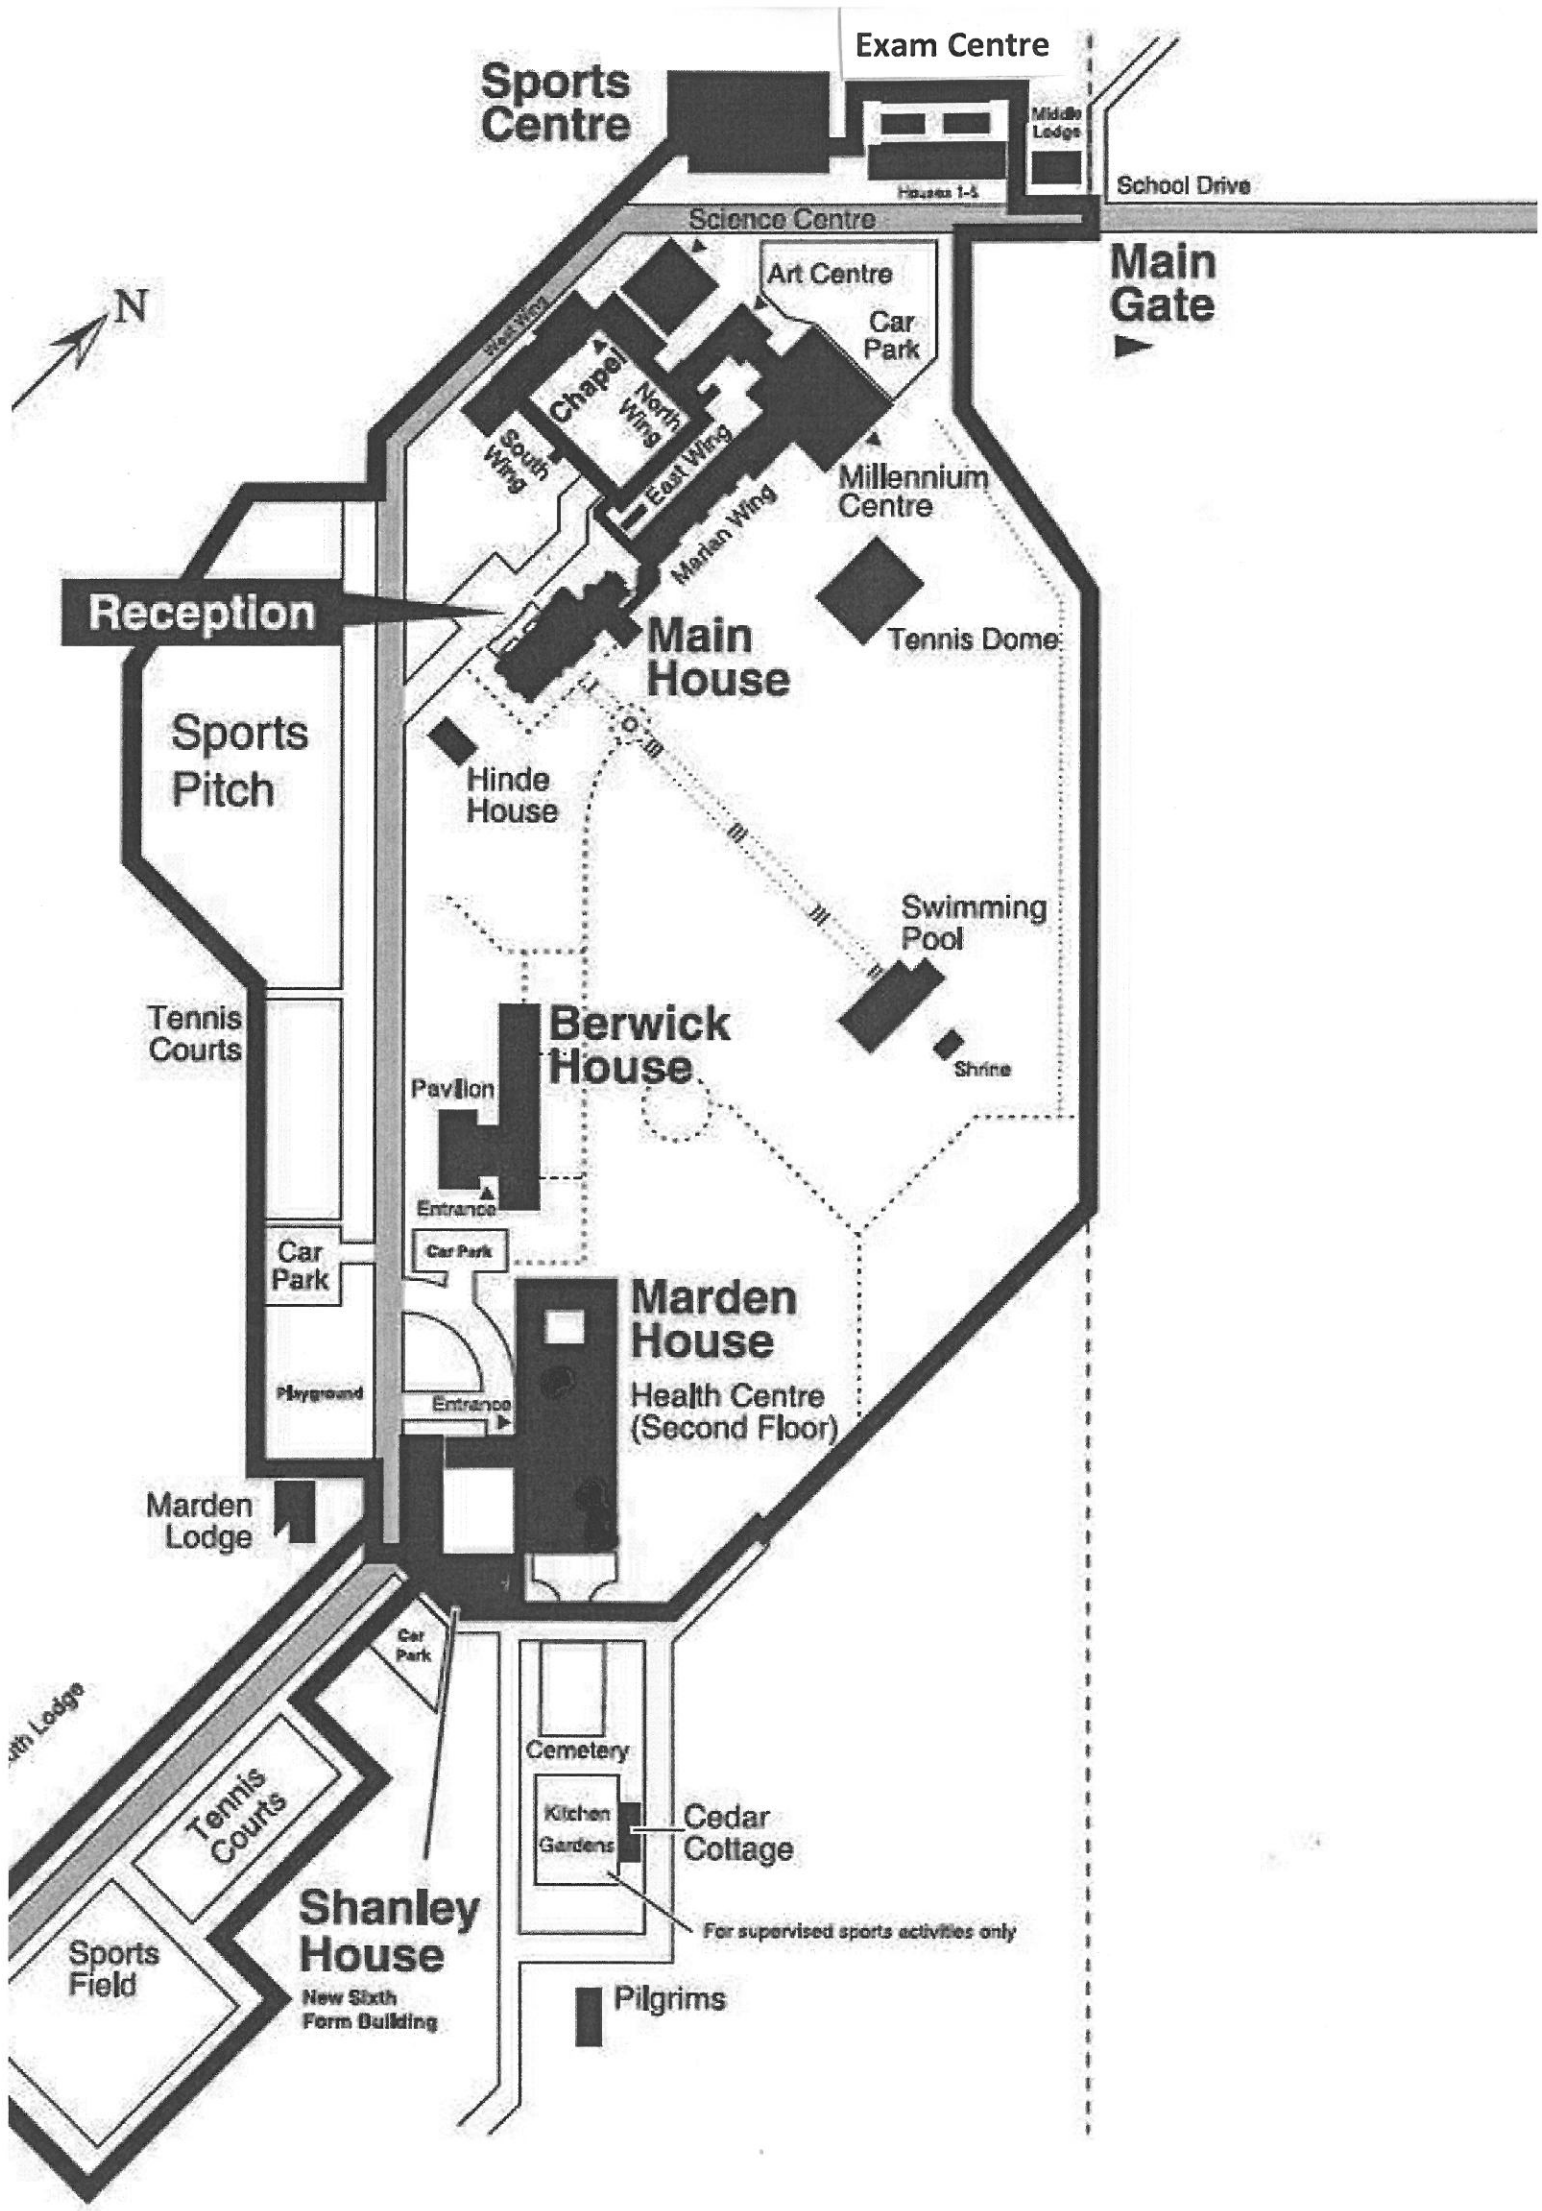 Exam Centre
Sports
Centre
Middle
Lodge
School Drive
Houses 1-5
Science Centre
Main
Gate
Art Centre
Car
Park
N
West Wing
Chapel
North
Wing
South
Wing
East Wing
Millennium
Centre
Marian Wing
Reception
Main
House
Tennis Dome
Sports
Pitch
Hinde
House
Swimming
Pool
Tennis
Courts
Berwick
House
Shrine
Pavilion
Entrance
Car
Park
Car Park
Marden
House
Health Centre
(Second Floor)
Playground
Entrance
Marden
Lodge
Car
Park
uth Lodge
Cemetery
Tennis
Courts
Kitchen
Gardens
Cedar
Cottage
Shanley
House
New Sixth
Form Building
For supervised sports activities only
Sports
Field
Pilgrims